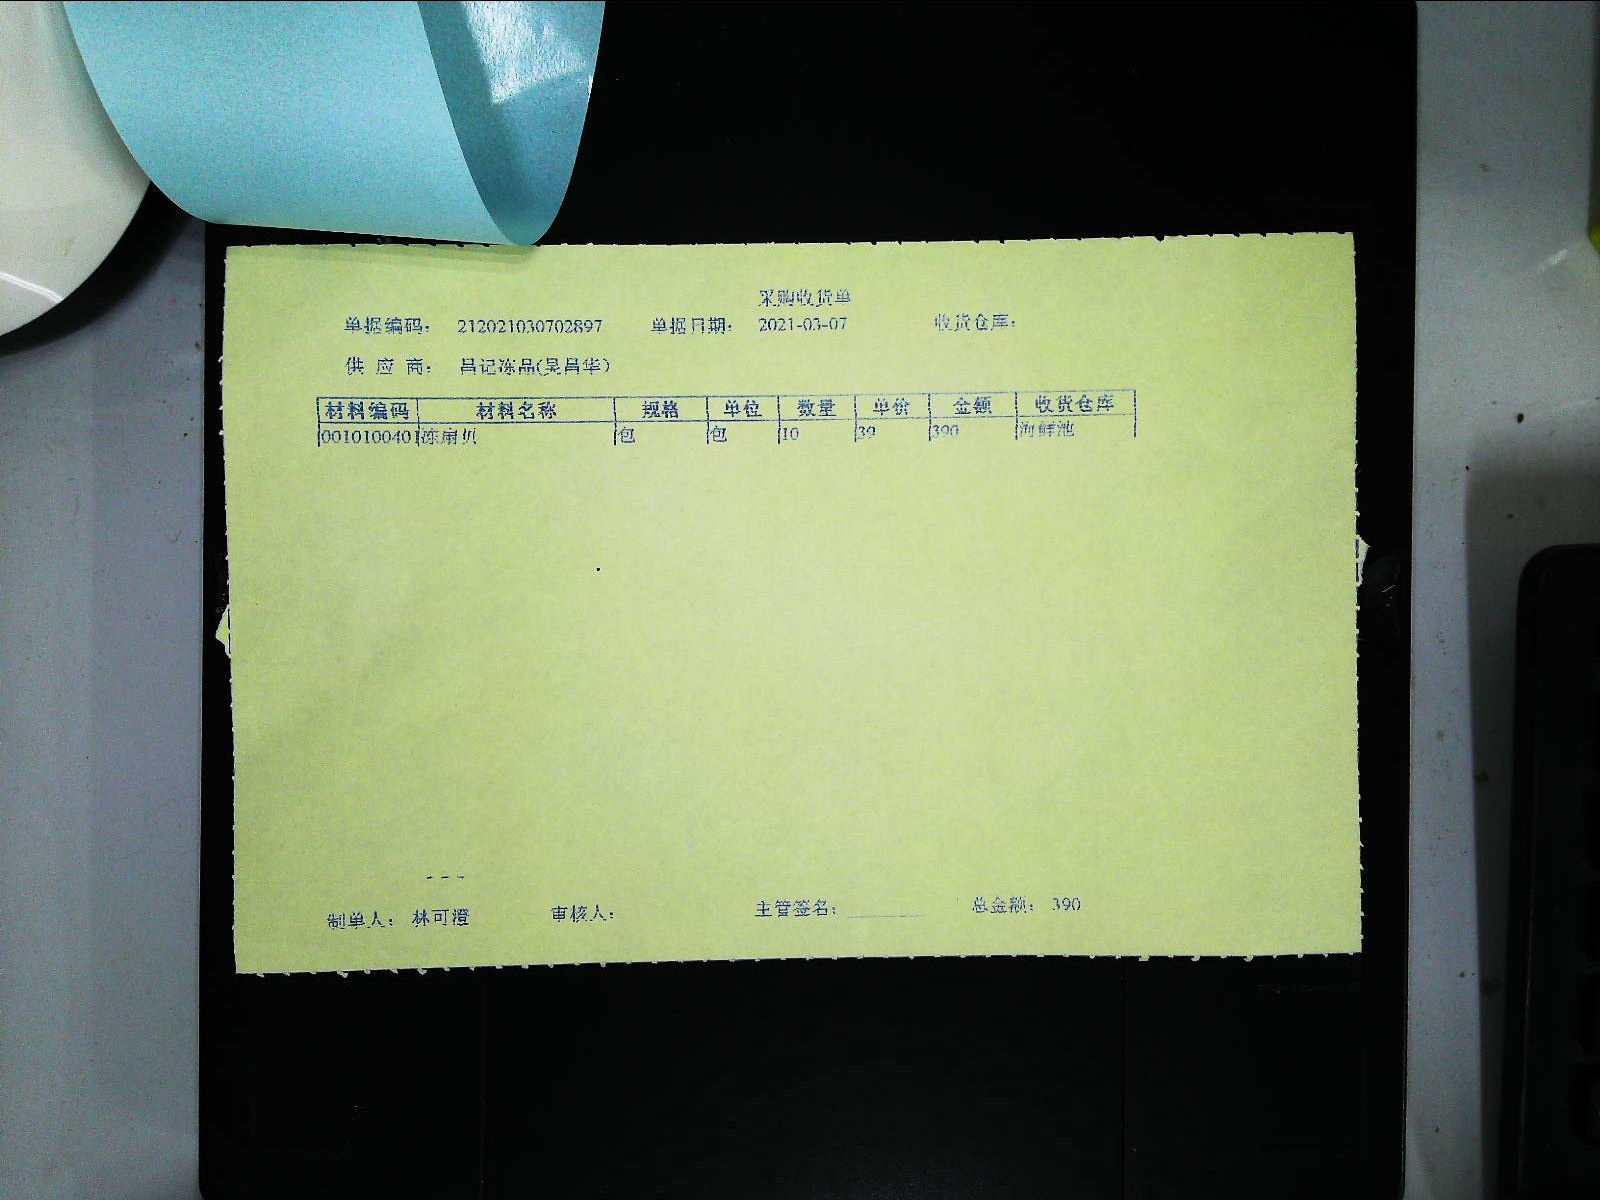 采购收货单
单据编码： 212021030702897 单据日期： 2021-03-07 收货仓库：
供 应 商： 昌记冻品(吴昌华)
材料编码 材料名称 规格 单位 数量 单价 金额 收货仓库
0010100401 冻扇贝 包 包 10 39 390 海鲜池
制单人： 林可澄 审核人： 主管签名： 总金额： 390